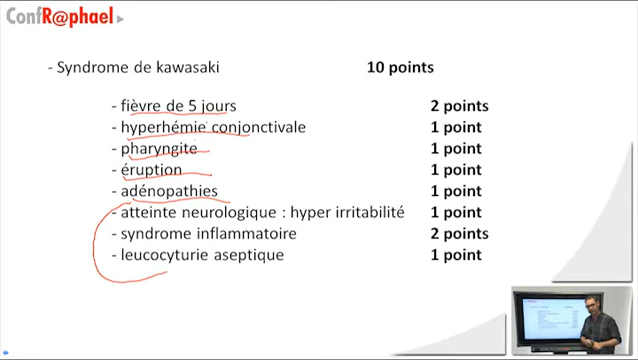 ConfR@phael
- Syndrome de kawasaki 10 points
- fièvre de 5 jours 2 points
- hyperhémie conjonctivale 1 point
- pharyngite 1 point
- éruption 1 point
- adénopathies 1 point
- atteinte neurologique : hyper irritabilité 1 point
- syndrome inflammatoire 2 points
- leucocyturie aseptique 1 point